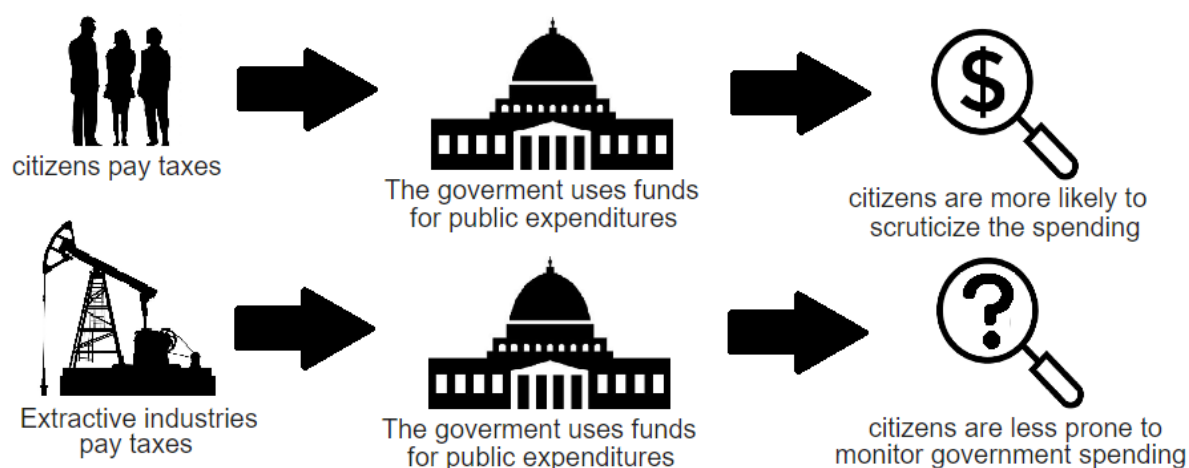 citizens pay taxes
The goverment uses funds
for public expenditures
$
citizens are more likely to
scruticize the spending
Extractive industries
pay taxes
The goverment uses funds
for public expenditures
?
citizens are less prone to
monitor government spending